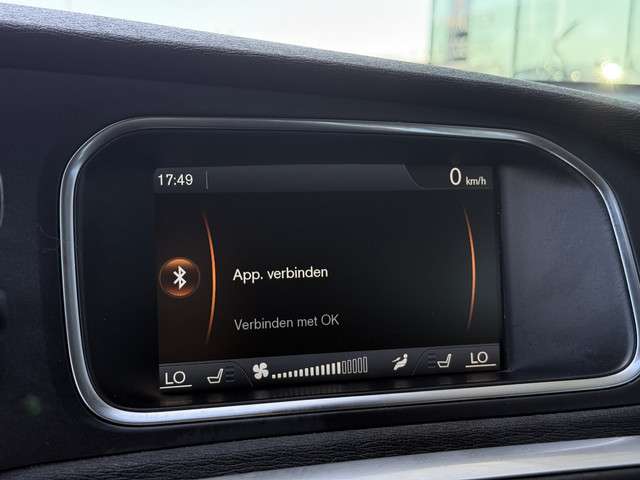 17:49 0 km/h
App. verbinden
Verbinden met OK
LO LO